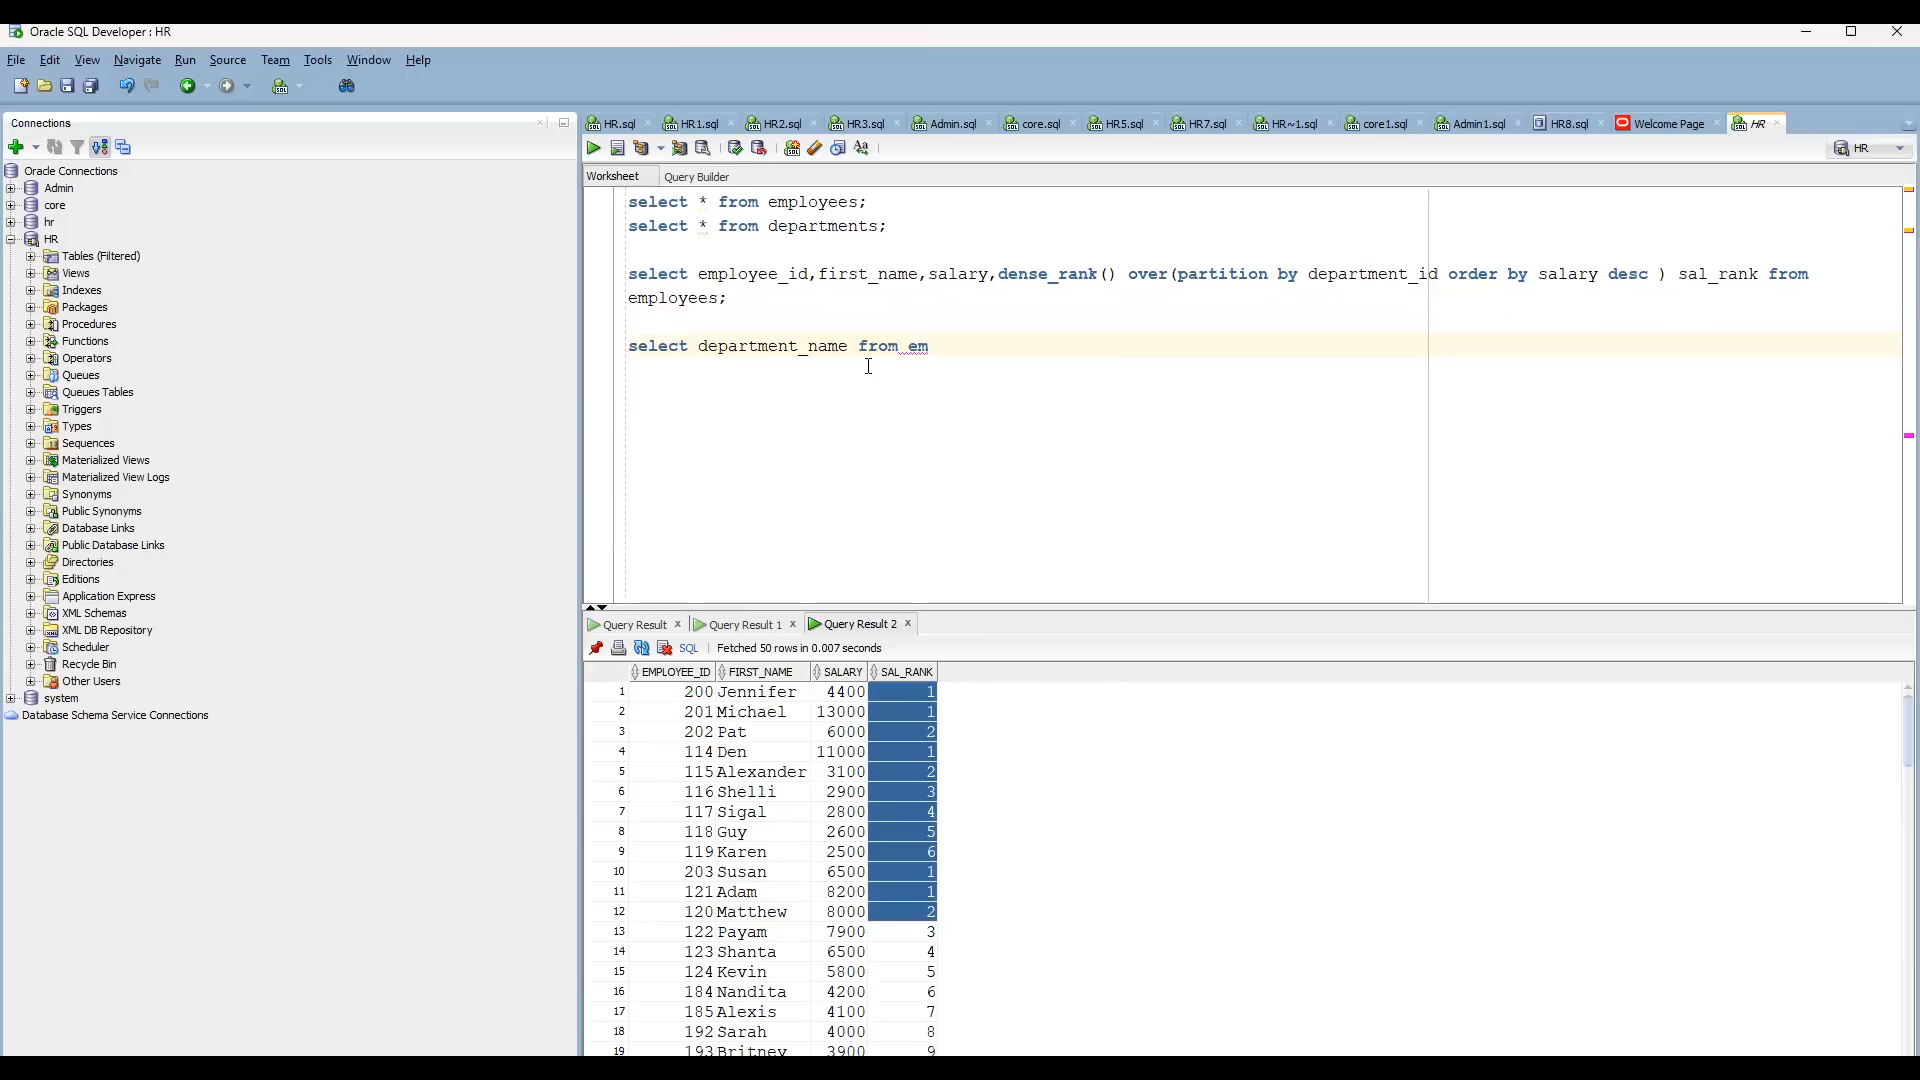 Oracle SQL Developer : HR
File Edit View Navigate Run Source Team Tools Window Help
Connections
HR.sql HR1.sql HR2.sql HR3.sql Admin.sql core.sql HR5.sql HR7.sql HR~1.sql core1.sql Admin1.sql HR8.sql Welcome Page HR
HR
Oracle Connections
Admin
core
hr
HR
Tables (Filtered)
Views
Indexes
Packages
Procedures
Functions
Operators
Queues
Queues Tables
Triggers
Types
Sequences
Materialized Views
Materialized View Logs
Synonyms
Public Synonyms
Database Links
Public Database Links
Directories
Editions
Application Express
XML Schemas
XML DB Repository
Scheduler
Recycle Bin
Other Users
system
Database Schema Service Connections
Worksheet Query Builder
select * from employees;
select * from departments;
select employee_id,first_name,salary,dense_rank() over(partition by department_id order by salary desc ) sal_rank from
employees;
select department_name from em
Query Result Query Result 1 Query Result 2
SQL Fetched 50 rows in 0.007 seconds
EMPLOYEE_ID FIRST_NAME SALARY SAL_RANK
1 200 Jennifer 4400 1
2 201 Michael 13000 1
3 202 Pat 6000 2
4 114 Den 11000 1
5 115 Alexander 3100 2
6 116 Shelli 2900 3
7 117 Sigal 2800 4
8 118 Guy 2600 5
9 119 Karen 2500 6
10 203 Susan 6500 1
11 121 Adam 8200 1
12 120 Matthew 8000 2
13 122 Payam 7900 3
14 123 Shanta 6500 4
15 124 Kevin 5800 5
16 184 Nandita 4200 6
17 185 Alexis 4100 7
18 192 Sarah 4000 8
19 193 Britney 3900 9